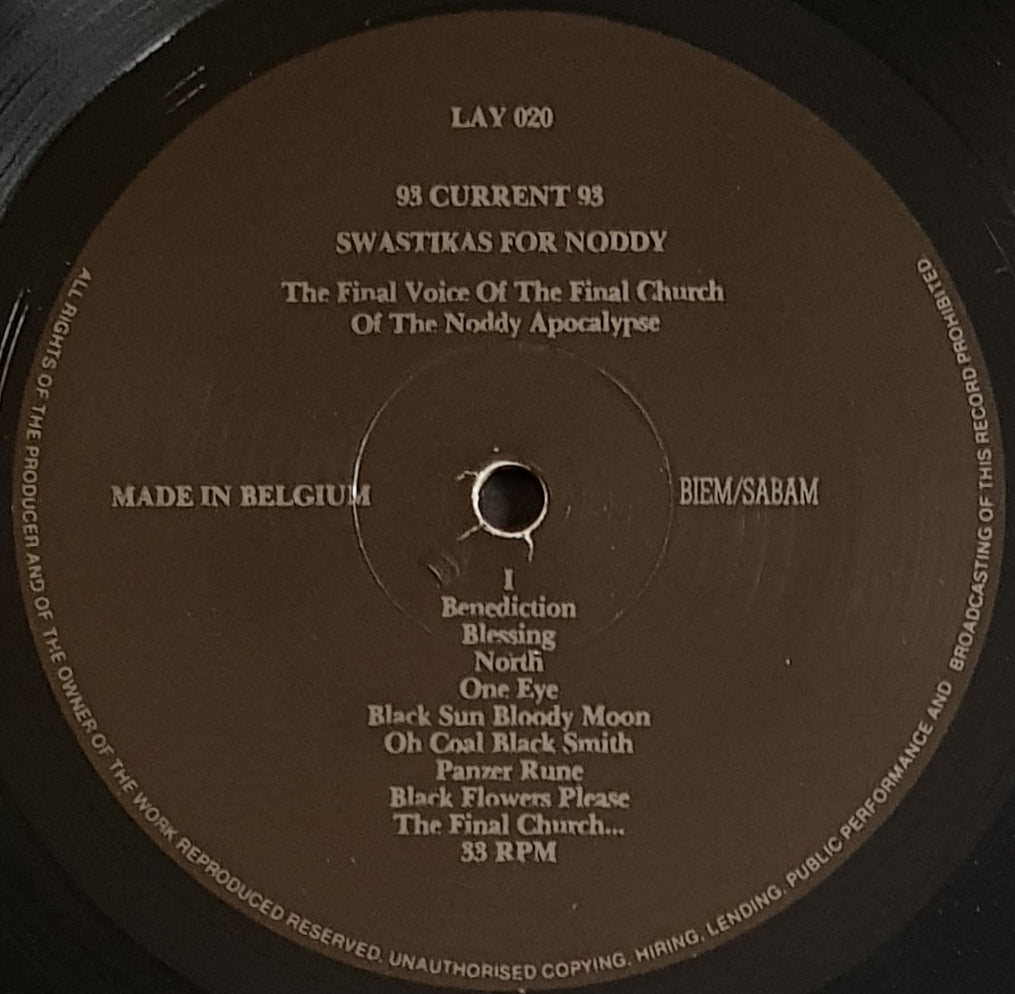 LAY 020
93 CURRENT 93
SWASTIKAS FOR NODDY
The Final Voice Of The Final Church
Of The Noddy Apocalypse
MADE IN BELGIUM
BIEM/SABAM
I
Benediction
Blessing
North
One Eye
Black Sun Bloody Moon
Oh Coal Black Smith
Panzer Rune
Black Flowers Please
The Final Church...
33 RPM
ALL RIGHTS OF THE PRODUCER AND OF THE OWNER OF THE WORK REPRODUCED RESERVED. UNAUTHORISED COPYING, HIRING, LENDING, PUBLIC PERFORMANCE AND BROADCASTING OF THIS RECORD PROHIBITED